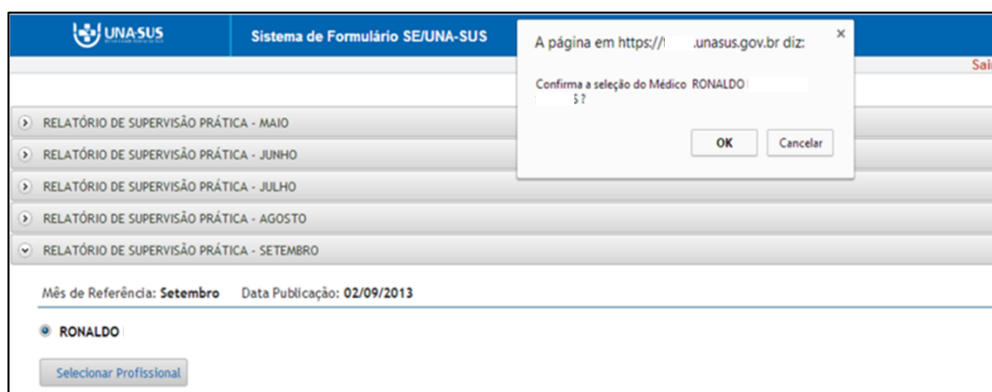 UNA-SUS
Sistema de Formulário SE/UNA-SUS
A página em https:// .unasus.gov.br diz:
Confirma a seleção do Médico RONALDO
S ?
OK Cancelar
Sair
RELATÓRIO DE SUPERVISÃO PRÁTICA - MAIO
RELATÓRIO DE SUPERVISÃO PRÁTICA - JUNHO
RELATÓRIO DE SUPERVISÃO PRÁTICA - JULHO
RELATÓRIO DE SUPERVISÃO PRÁTICA - AGOSTO
RELATÓRIO DE SUPERVISÃO PRÁTICA - SETEMBRO
Mês de Referência: Setembro Data Publicação: 02/09/2013
RONALDO
Selecionar Profissional